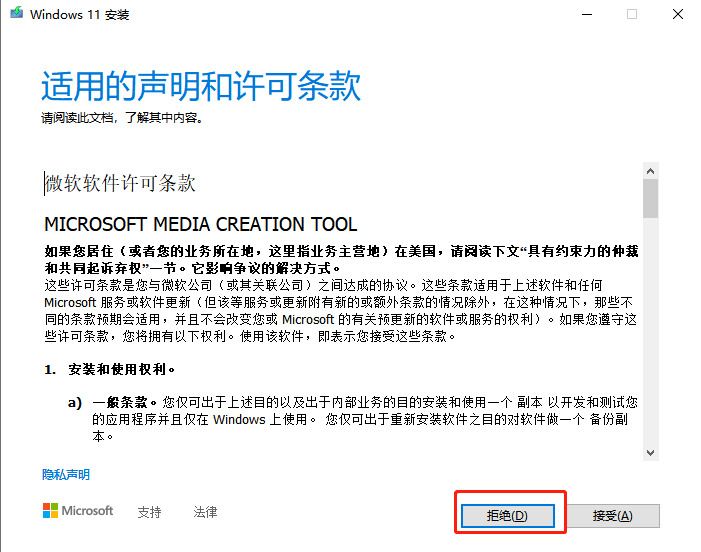 Windows 11 安装
适用的声明和许可条款
请阅读此文档，了解其中内容。
微软软件许可条款
MICROSOFT MEDIA CREATION TOOL
如果您居住（或者您的业务所在地，这里指业务主营地）在美国，请阅读下文“具有约束力的仲裁
和共同起诉弃权”一节。它影响争议的解决方式。
这些许可条款是您与微软公司（或其关联公司）之间达成的协议。这些条款适用于上述软件和任何
Microsoft 服务或软件更新（但该等服务或更新附有新的或额外条款的情况除外，在这种情况下，那些不
同的条款预期会适用，并且不会改变您或 Microsoft 的有关预更新的软件或服务的权利）。如果您遵守这
些许可条款，您将拥有以下权利。使用该软件，即表示您接受这些条款。
1. 安装和使用权利。
a) 一般条款。您仅可出于上述目的以及出于内部业务的目的安装和使用一个 副本 以开发和测试您
的应用程序并且仅在 Windows 上使用。 您仅可出于重新安装软件之目的对软件做一个 备份副
本。
隐私声明
Microsoft 支持 法律
拒绝(D) 接受(A)